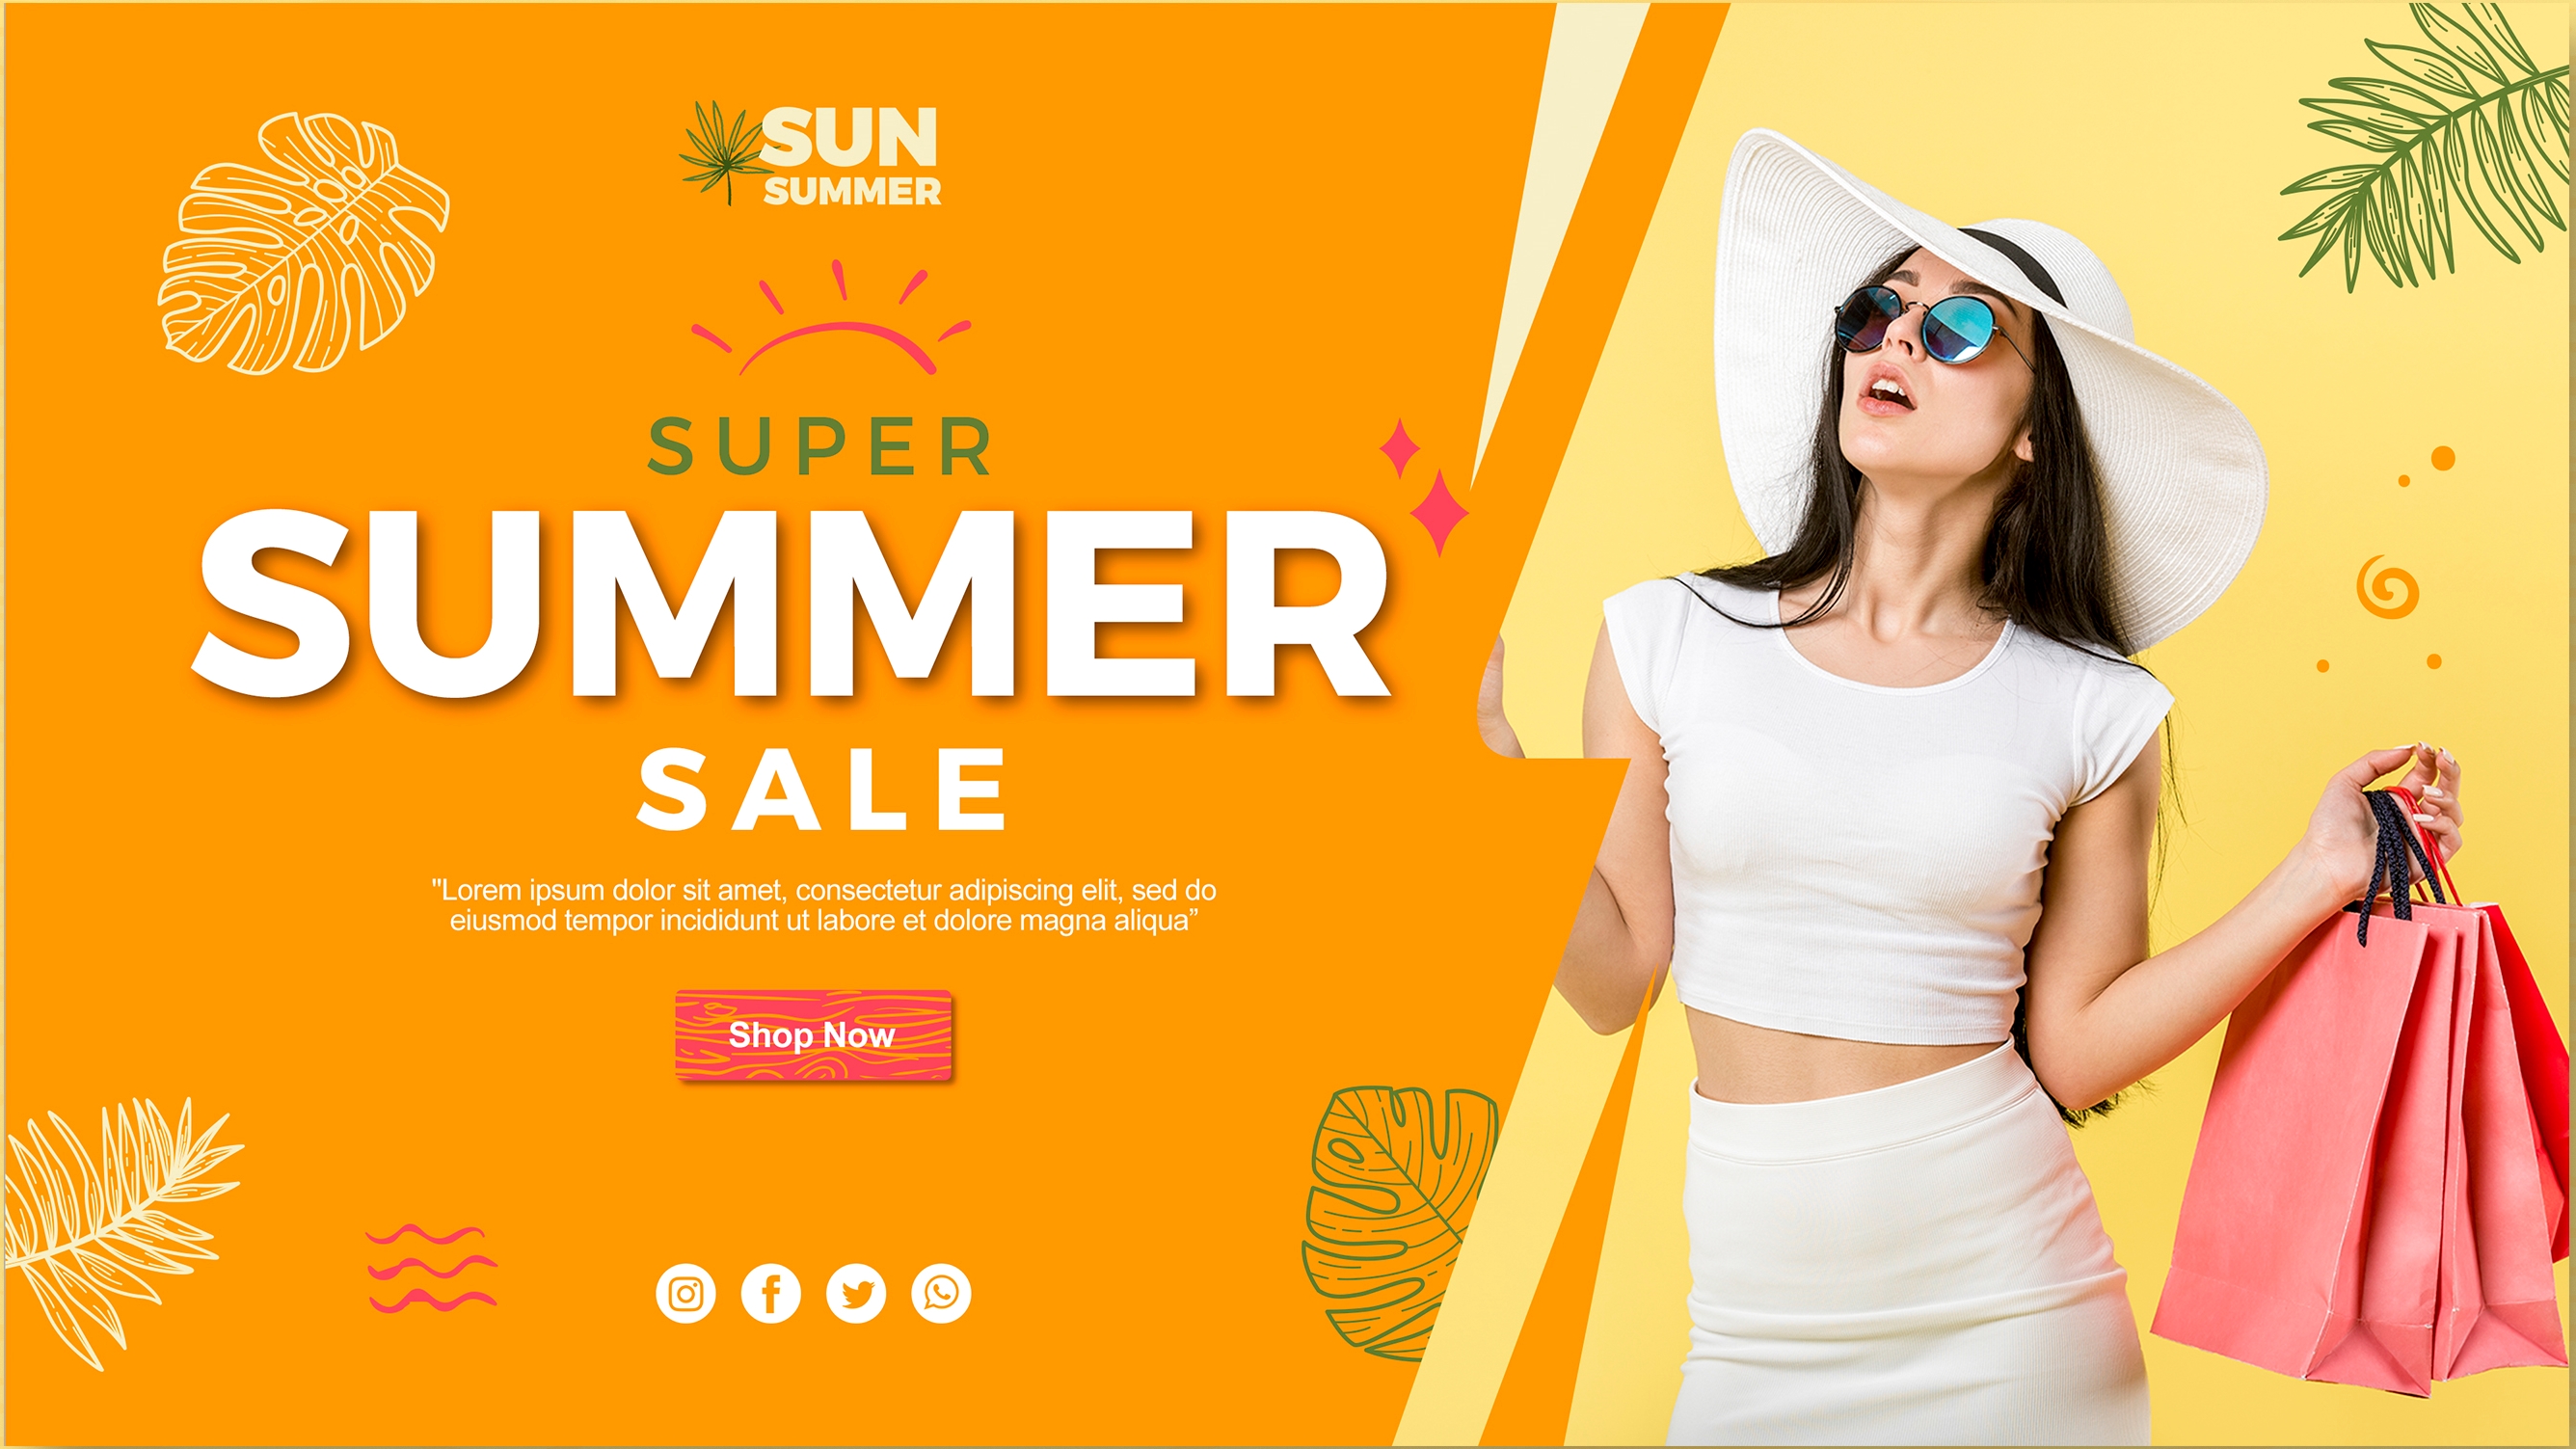 SUN
SUMMER
SUPER
SUMMER
SALE
"Lorem ipsum dolor sit amet, consectetur adipiscing elit, sed do
eiusmod tempor incididunt ut labore et dolore magna aliqua”
Shop Now